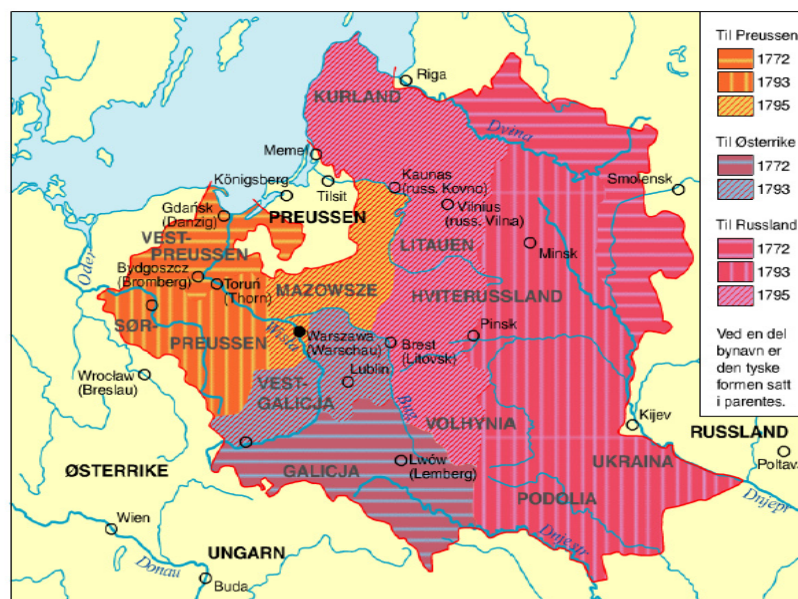 Riga
KURLAND
Dvina
Memel
Königsberg
Tilsit
Kaunas
(russ. Kovno)
Smolensk
Gdańsk
(Danzig)
PREUSSEN
Vilnius
(russ. Vilna)
VEST-
PREUSSEN
LITAUEN
Minsk
Oder
Bydgoszcz
(Bromberg)
Toruń
(Thorn)
MAZOWSZE
HVITERUSSLAND
SØR-
PREUSSEN
Wisla
Warszawa
(Warschau)
Brest
(Litovsk)
Pinsk
Wrocław
(Breslau)
Lublin
VEST-
GALICJA
Bug
VOLHYNIA
Kijev
RUSSLAND
ØSTERRIKE
GALICJA
Lwów
(Lemberg)
UKRAINA
Poltava
PODOLIA
Dnjepr
Wien
UNGARN
Dnjestr
Donau
Buda
Til Preussen
1772
1793
1795
Til Østerrike
1772
1793
Til Russland
1772
1793
1795
Ved en del
bynavn er
den tyske
formen satt
i parentes.